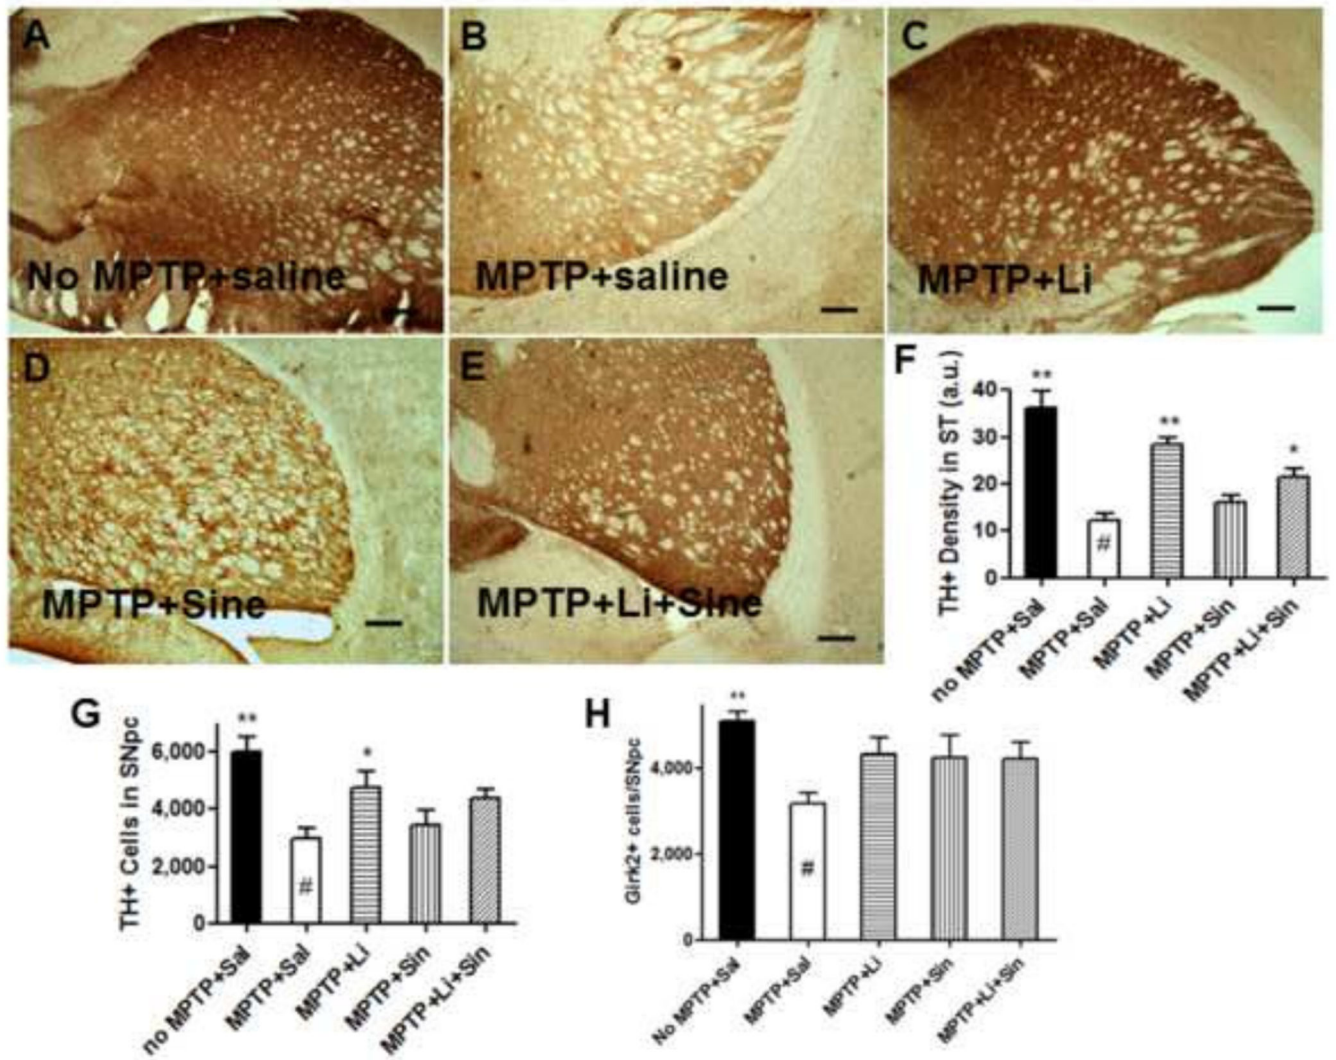 A
No MPTP+saline
B
MPTP+saline
C
MPTP+Li
D
MPTP+Sine
E
MPTP+Li+Sine
F
TH+ Density in ST (a.u.)
40
30
20
10
0
**
#
**
*
no MPTP+Sal
MPTP+Sal
MPTP+Li
MPTP+Sin
MPTP+Li+Sin
G
TH+ Cells in SNpc
6,000
4,000
2,000
0
**
#
*
no MPTP+Sal
MPTP+Sal
MPTP+Li
MPTP+Sin
MPTP+Li+Sin
H
Girk2+ cells/SNpc
4,000
2,000
0
**
#
No MPTP+Sal
MPTP+Sal
MPTP+Li
MPTP+Sin
MPTP+Li+Sin